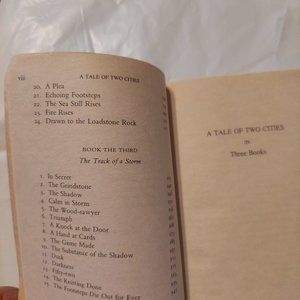 viii A TALE OF TWO CITIES
20. A Plea
21. Echoing Footsteps
22. The Sea Still Rises
23. Fire Rises
24. Drawn to the Loadstone Rock
BOOK THE THIRD
The Track of a Storm
1. In Secret
2. The Grindstone
3. The Shadow
4. Calm in Storm
5. The Wood-sawyer
6. Triumph
7. A Knock at the Door
8. A Hand at Cards
9. The Game Made
10. The Substance of the Shadow
11. Dusk
12. Darkness
13. Fifty-two
14. The Knitting Done
15. The Footsteps Die Out for Ever
A TALE OF TWO CITIES
IN
Three Books